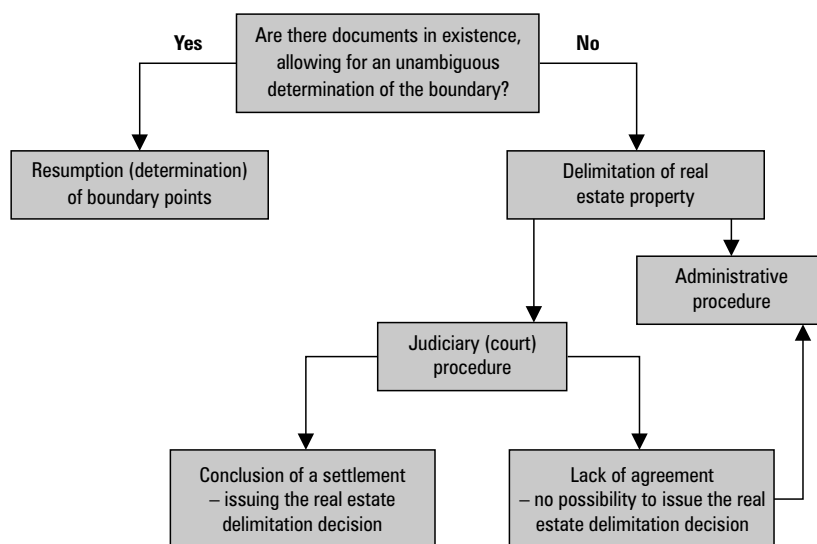 Are there documents in existence,
allowing for an unambiguous
determination of the boundary?
Yes
No
Resumption (determination)
of boundary points
Delimitation of real
estate property
Administrative
procedure
Judiciary (court)
procedure
Conclusion of a settlement
– issuing the real estate
delimitation decision
Lack of agreement
– no possibility to issue the real
estate delimitation decision